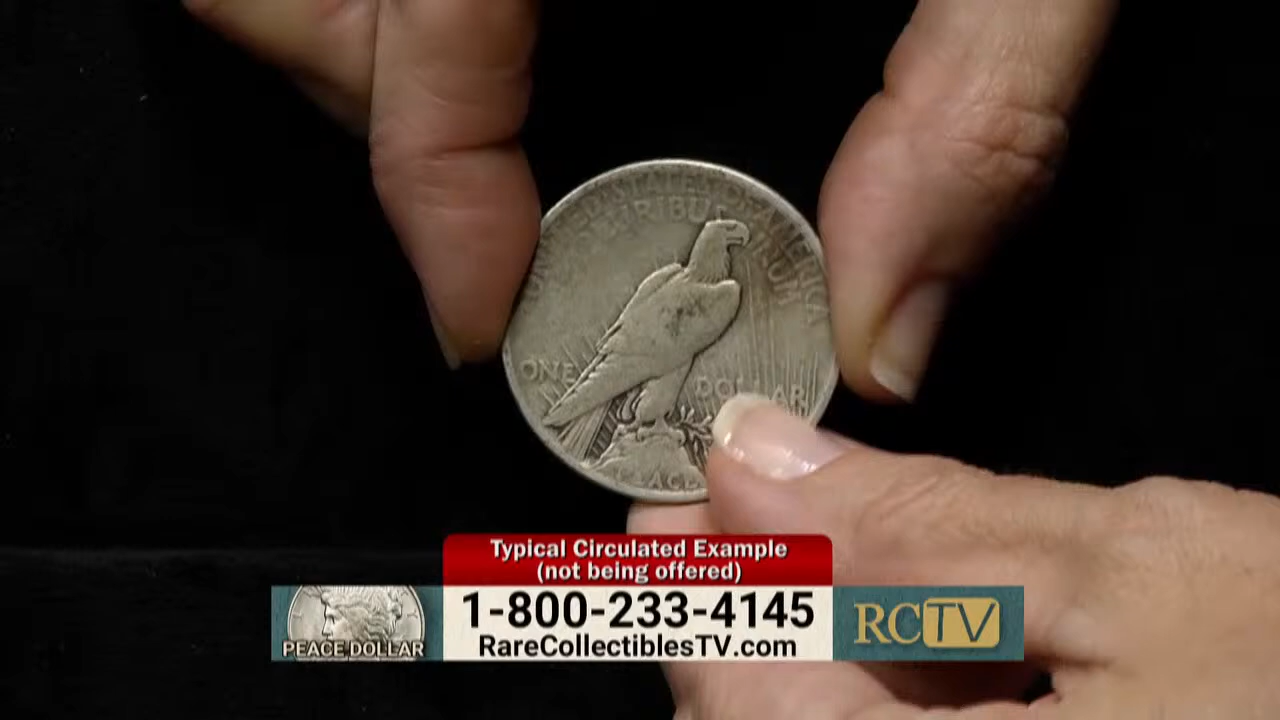 UNITED STATES OF AMERICA
E PLURIBUS UNUM
ONE DOLLAR
PEACE
Typical Circulated Example
(not being offered)
1-800-233-4145
PEACE DOLLAR
RareCollectiblesTV.com
RCTV